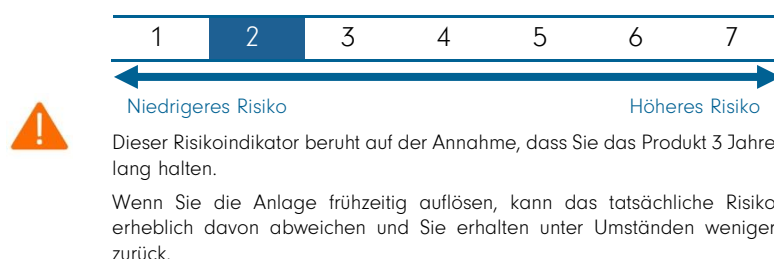 1 2 3 4 5 6 7
Niedrigeres Risiko Höheres Risiko
Dieser Risikoindikator beruht auf der Annahme, dass Sie das Produkt 3 Jahre
lang halten.
Wenn Sie die Anlage frühzeitig auflösen, kann das tatsächliche Risiko
erheblich davon abweichen und Sie erhalten unter Umständen weniger
zurück.